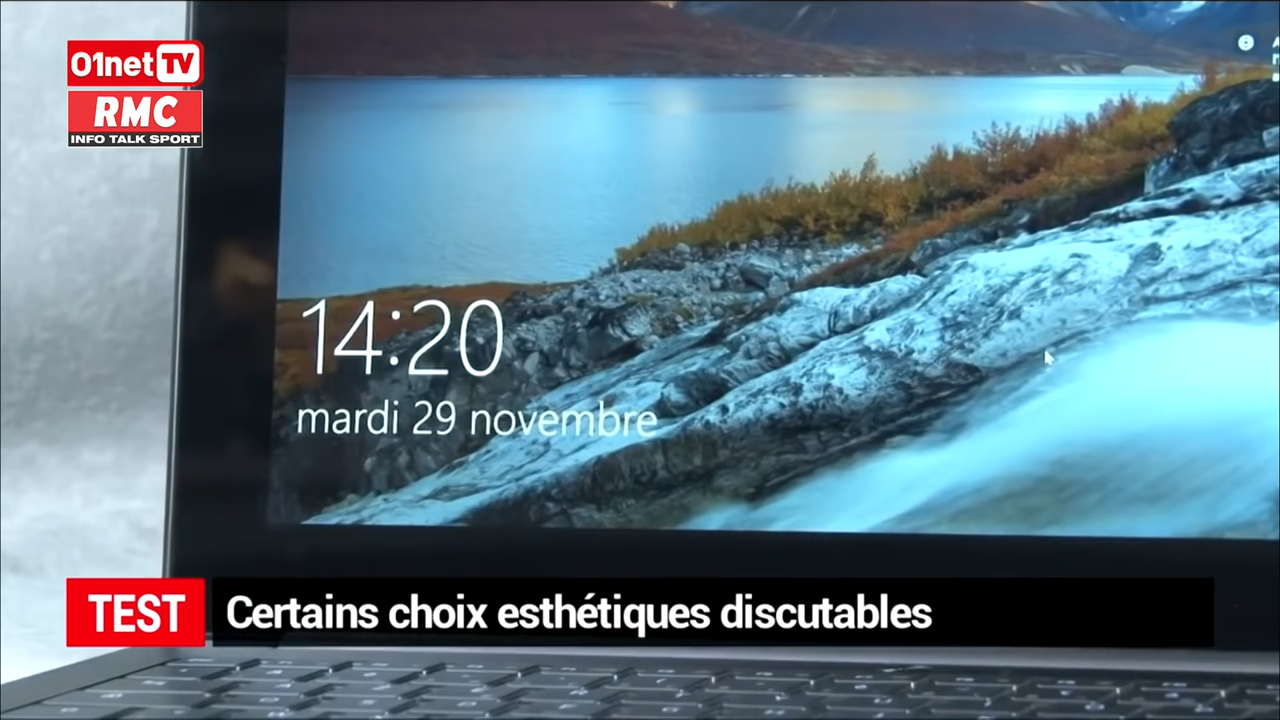 01net TV
RMC
INFO TALK SPORT
14:20
mardi 29 novembre
TEST
Certains choix esthétiques discutables